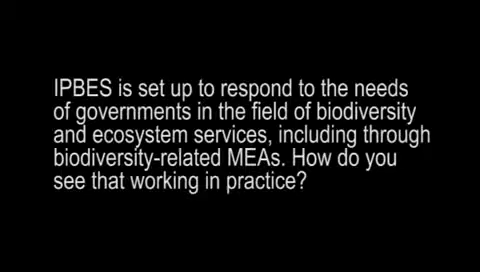 IPBES is set up to respond to the needs
of governments in the field of biodiversity
and ecosystem services, including through
biodiversity-related MEAs. How do you
see that working in practice?